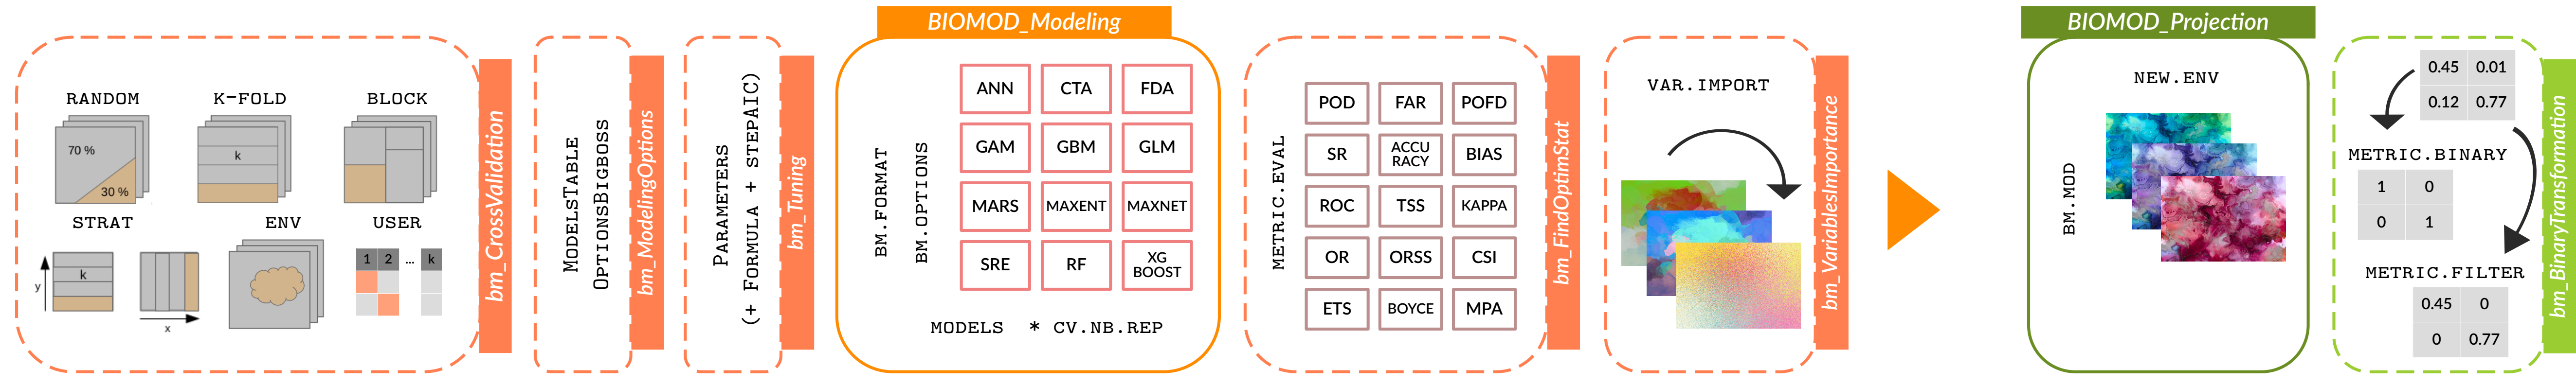 RANDOM
K-FOLD
BLOCK
70 %
30 %
k
STRAT
ENV
USER
k
y
x
1 2 ... k
bm_CrossValidation
MODELSTABLE
OPTIONSBIGBOSS
bm_ModelingOptions
PARAMETERS
(+ FORMULA + STEPAIC)
bm_Tuning
BIOMOD_Modeling
BM.FORMAT
BM.OPTIONS
ANN CTA FDA
GAM GBM GLM
MARS MAXENT MAXNET
SRE RF XG
BOOST
MODELS * CV.NB.REP
METRIC.EVAL
POD FAR POFD
SR ACCU
RACY BIAS
ROC TSS KAPPA
OR ORSS CSI
ETS BOYCE MPA
bm_FindOptimStat
VAR.IMPORT
bm_VariablesImportance
BIOMOD_Projection
NEW.ENV
BM.MOD
0.45 0.01
0.12 0.77
METRIC.BINARY
1 0
0 1
METRIC.FILTER
0.45 0
0 0.77
bm_BinaryTransformation